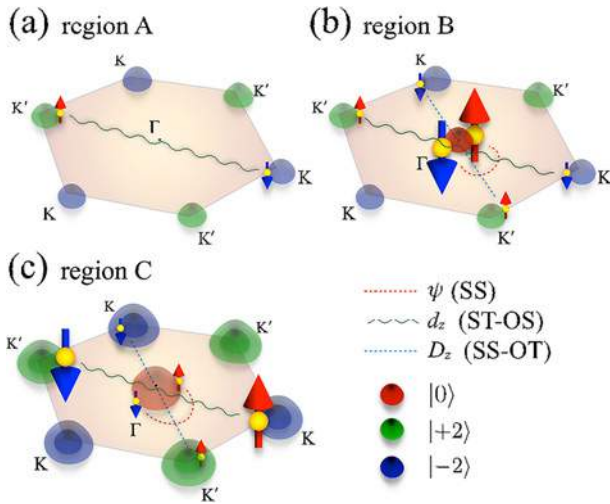 (a) region A
K
K′
K′
Γ
K
K
K′
(b) region B
K
K′
K′
Γ
K
K
K′
(c) region C
K
K′
K′
Γ
K
K
K′
ψ (SS)
d_z (ST-OS)
D_z (SS-OT)
|0⟩
|+2⟩
|−2⟩